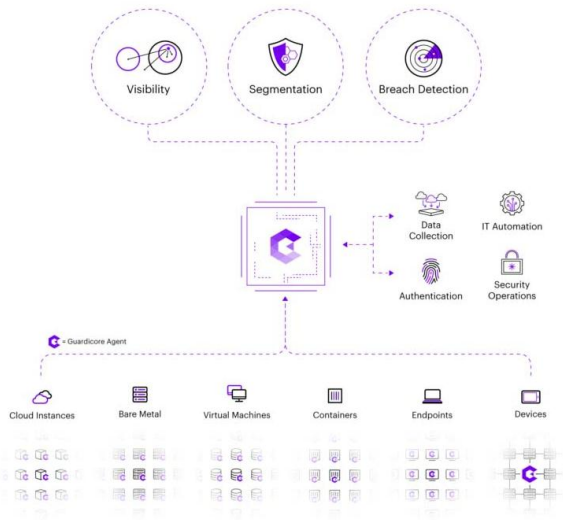 Visibility
Segmentation
Breach Detection
Data
Collection
IT Automation
Authentication
Security
Operations
= Guardicore Agent
Cloud Instances
Bare Metal
Virtual Machines
Containers
Endpoints
Devices